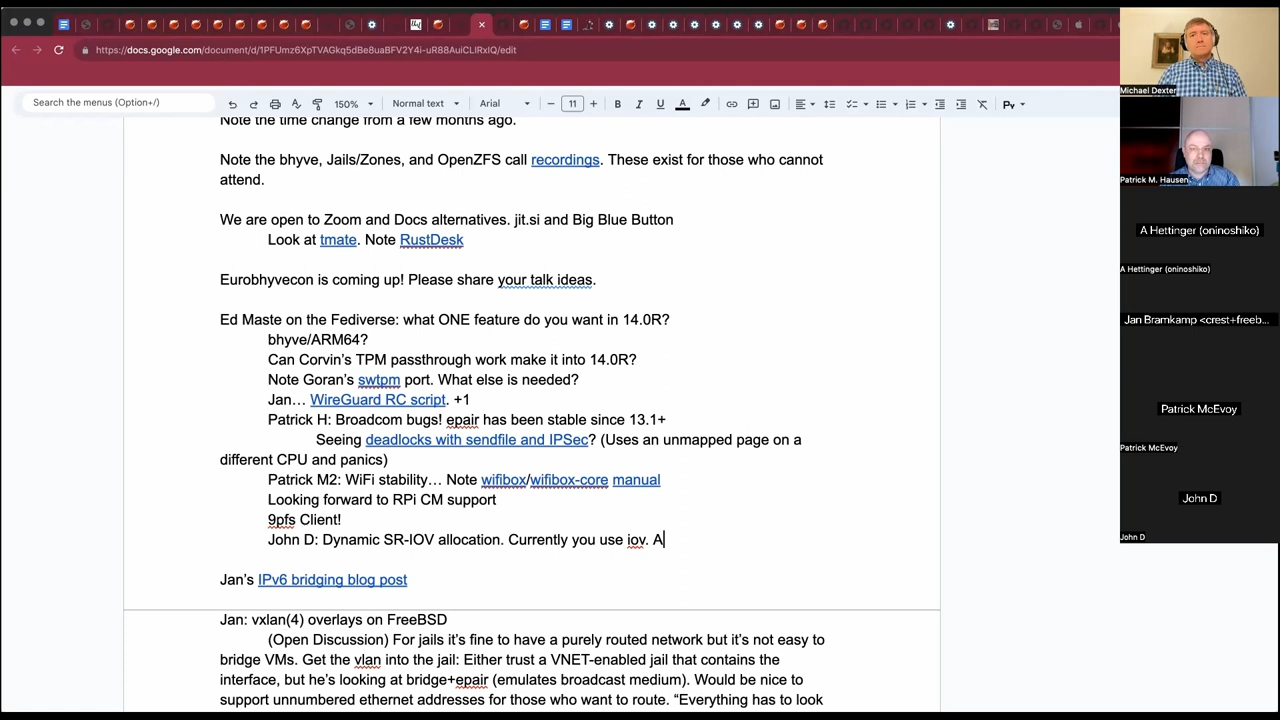 https://docs.google.com/document/d/1PFUmz6XpTVAGkq5dBe8uaBFV2Y4i-uR88AuiCLlRxlQ/edit
Search the menus (Option+/)
150%
Normal text
Arial
11
Note the time change from a few months ago.
Note the bhyve, Jails/Zones, and OpenZFS call recordings. These exist for those who cannot
attend.
We are open to Zoom and Docs alternatives. jit.si and Big Blue Button
Look at tmate. Note RustDesk
Eurobhyvecon is coming up! Please share your talk ideas.
Ed Maste on the Fediverse: what ONE feature do you want in 14.0R?
bhyve/ARM64?
Can Corvin's TPM passthrough work make it into 14.0R?
Note Goran's swtpm port. What else is needed?
Jan… WireGuard RC script. +1
Patrick H: Broadcom bugs! epair has been stable since 13.1+
Seeing deadlocks with sendfile and IPSec? (Uses an unmapped page on a
different CPU and panics)
Patrick M2: WiFi stability… Note wifibox/wifibox-core manual
Looking forward to RPi CM support
9pfs Client!
John D: Dynamic SR-IOV allocation. Currently you use iov. A
Jan's IPv6 bridging blog post
Jan: vxlan(4) overlays on FreeBSD
(Open Discussion) For jails it's fine to have a purely routed network but it's not easy to
bridge VMs. Get the vlan into the jail: Either trust a VNET-enabled jail that contains the
interface, but he's looking at bridge+epair (emulates broadcast medium). Would be nice to
support unnumbered ethernet addresses for those who want to route. "Everything has to look
Michael Dexter
Patrick M. Hausen
A Hettinger (oninoshiko)
A Hettinger (oninoshiko)
Jan Bramkamp <crest+freeb...
Patrick McEvoy
Patrick McEvoy
John D
John D